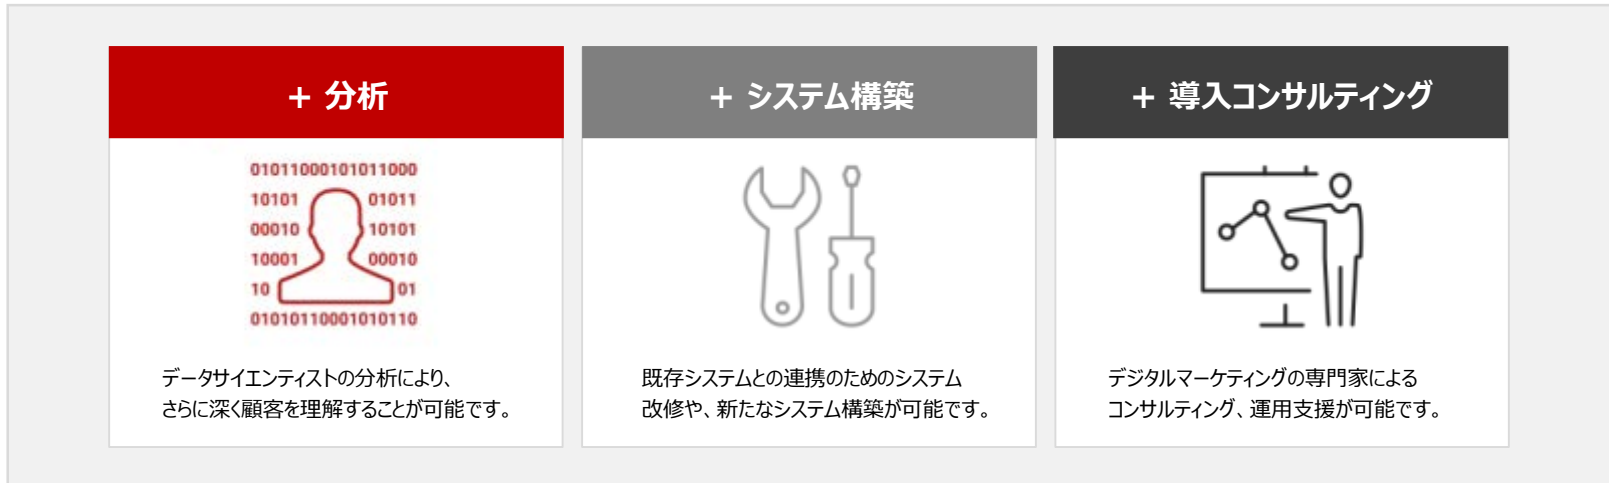 + 分析
01011000101011000
10101 01011
00010 10101
10001 00010
10 01
01010110001010110
データサイエンティストの分析により、
さらに深く顧客を理解することが可能です。
+ システム構築
既存システムとの連携のためのシステム
改修や、新たなシステム構築が可能です。
+ 導入コンサルティング
デジタルマーケティングの専門家による
コンサルティング、運用支援が可能です。